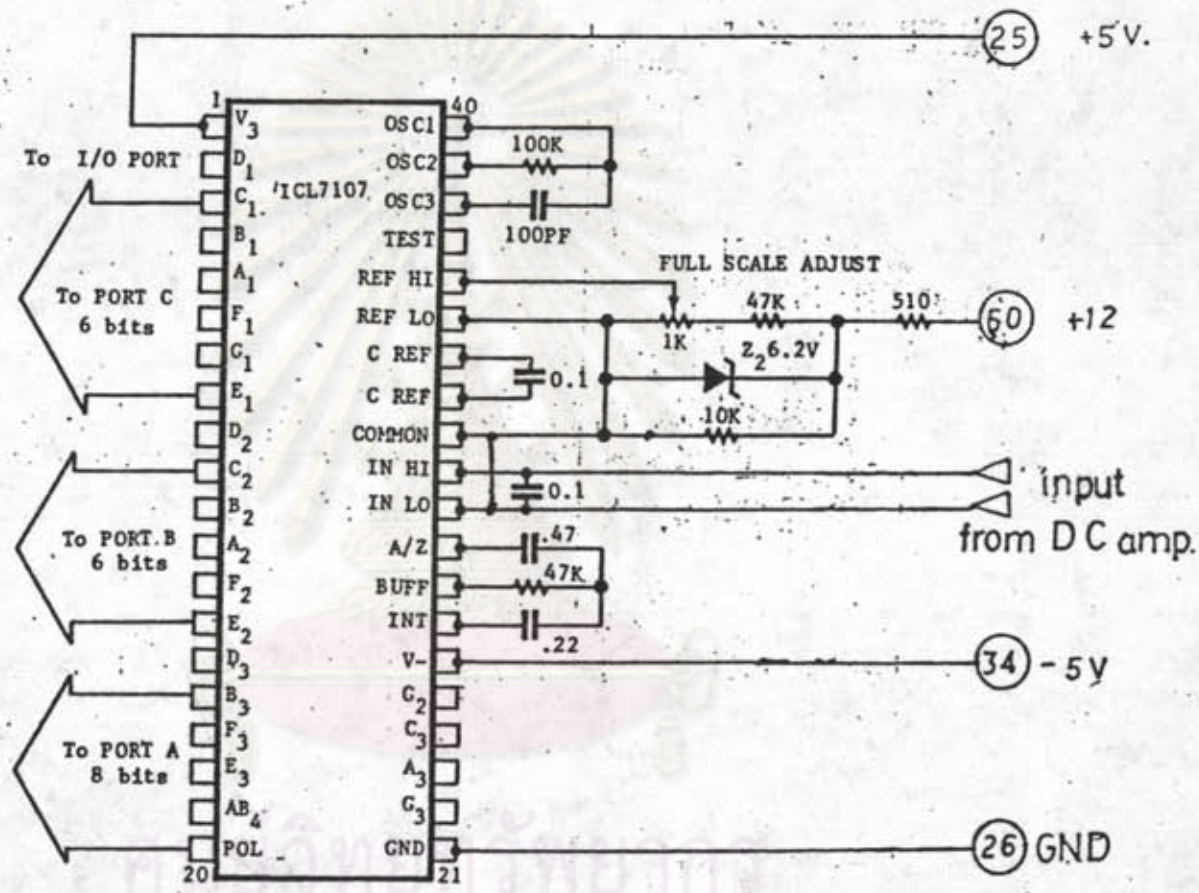 25 +5V.
1
40
To I/O PORT
V3
D1
C1
B1
A1
F1
G1
E1
D2
C2
B2
A2
F2
E2
D3
B3
F3
E3
AB4
POL
20
ICL7107
To PORT C
6 bits
To PORT B
6 bits
To PORT A
8 bits
OSC1
OSC2
OSC3
TEST
REF HI
REF LO
C REF
C REF
COMMON
IN HI
IN LO
A/Z
BUFF
INT
V-
G2
C3
A3
G3
GND
21
100K
100PF
FULL SCALE ADJUST
1K
47K
510
60 +12
Z2 6.2V
0.1
10K
0.1
input
from DC amp.
.47
47K
.22
34 -5V
26 GND